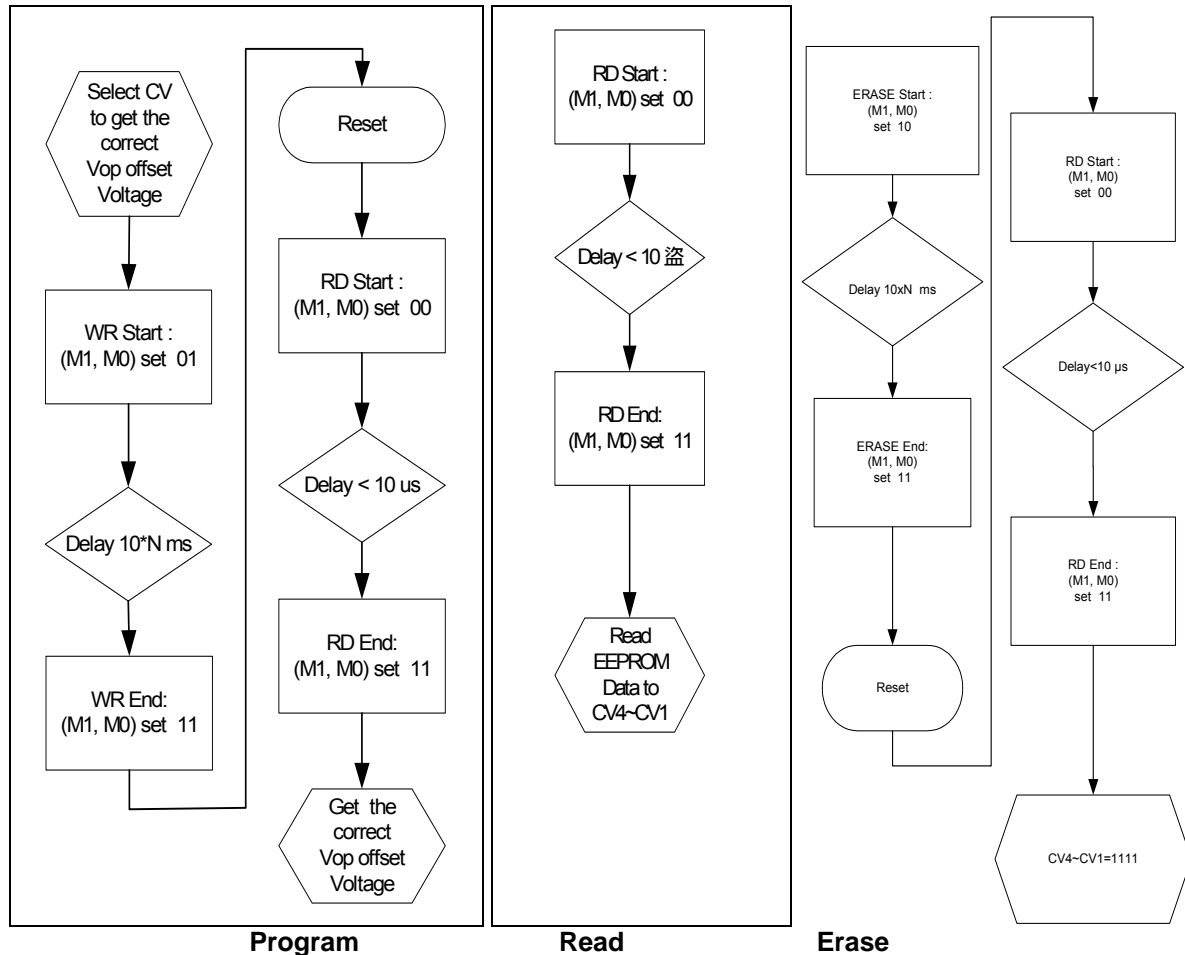 Select CV
to get the
correct
Vop offset
Voltage
WR Start :
(M1, M0) set 01
Delay 10*N ms
WR End:
(M1, M0) set 11
Reset
RD Start :
(M1, M0) set 00
Delay < 10 us
RD End:
(M1, M0) set 11
Get the
correct
Vop offset
Voltage
Program
RD Start :
(M1, M0) set 00
Delay < 10 盜
RD End:
(M1, M0) set 11
Read
EEPROM
Data to
CV4~CV1
Read
ERASE Start :
(M1, M0)
set 10
Delay 10xN ms
ERASE End:
(M1, M0)
set 11
Reset
RD Start :
(M1, M0)
set 00
Delay<10 µs
RD End :
(M1, M0)
set 11
CV4~CV1=1111
Erase